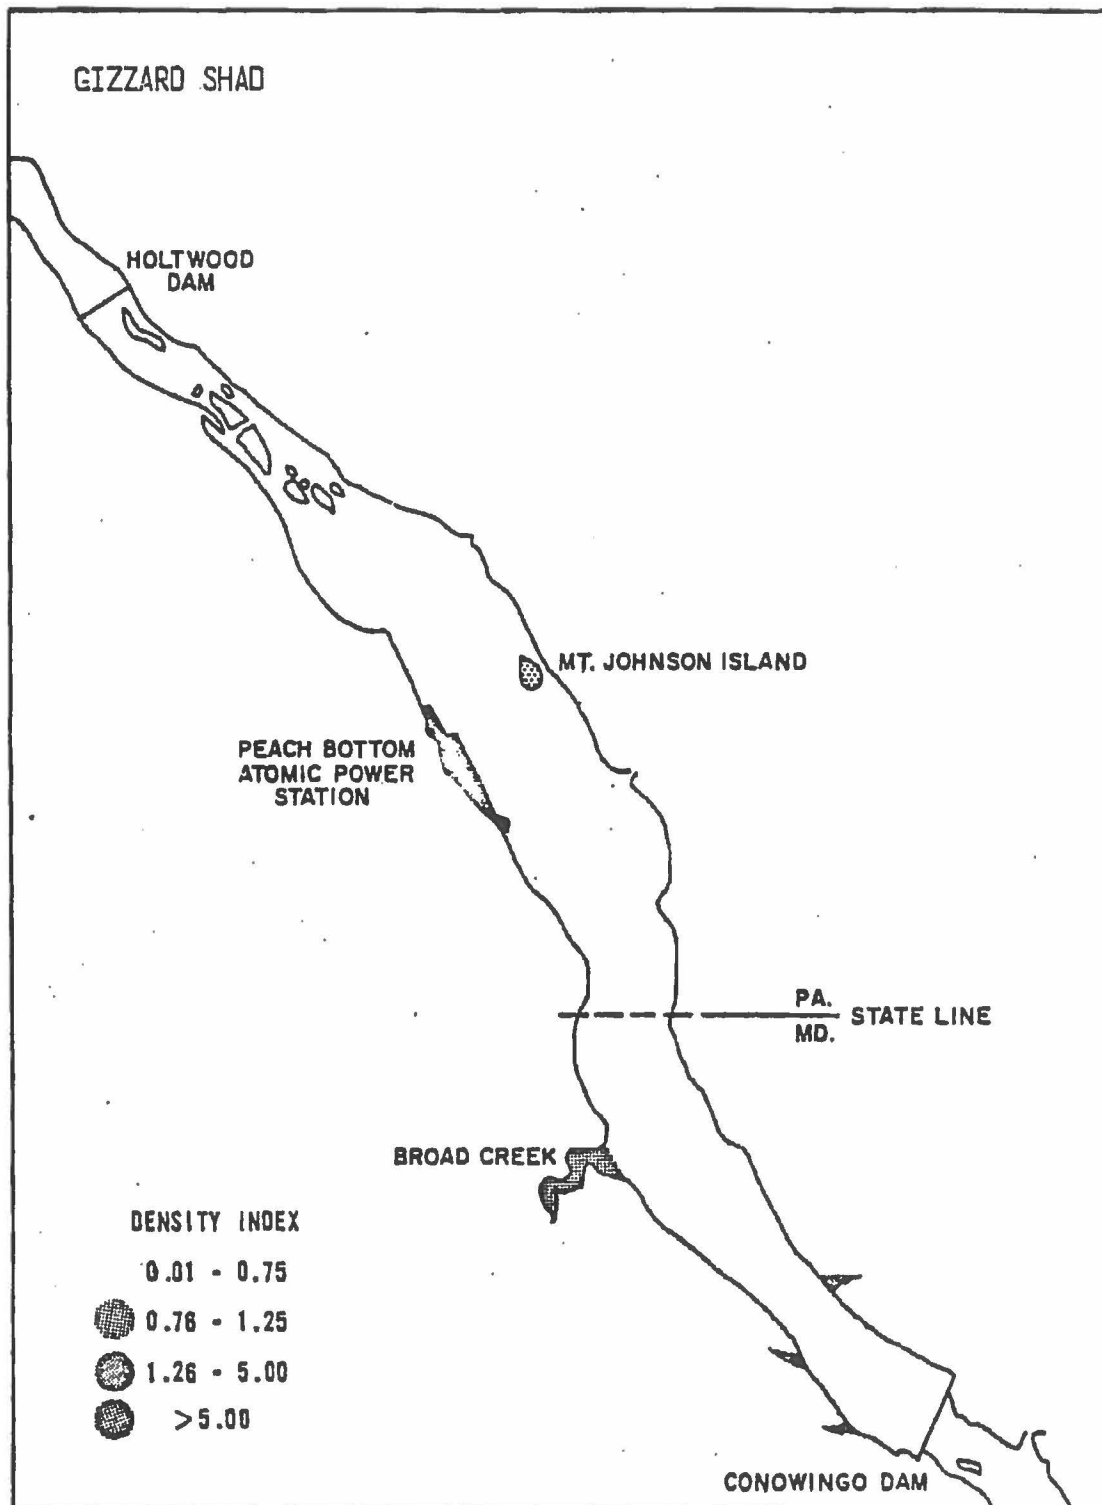 GIZZARD SHAD
HOLTWOOD
DAM
MT. JOHNSON ISLAND
PEACH BOTTOM
ATOMIC POWER
STATION
PA.
STATE LINE
MD.
BROAD CREEK
DENSITY INDEX
0.01 - 0.75
0.76 - 1.25
1.26 - 5.00
>5.00
CONOWINGO DAM